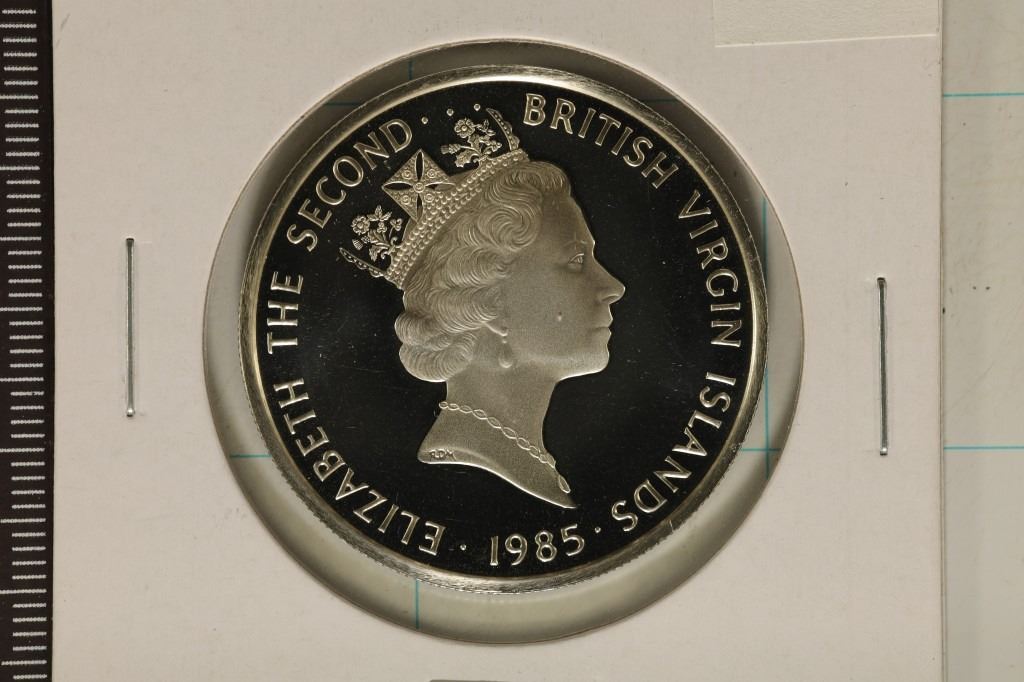 ELIZABETH THE SECOND · BRITISH VIRGIN ISLANDS · 1985 ·
RDM